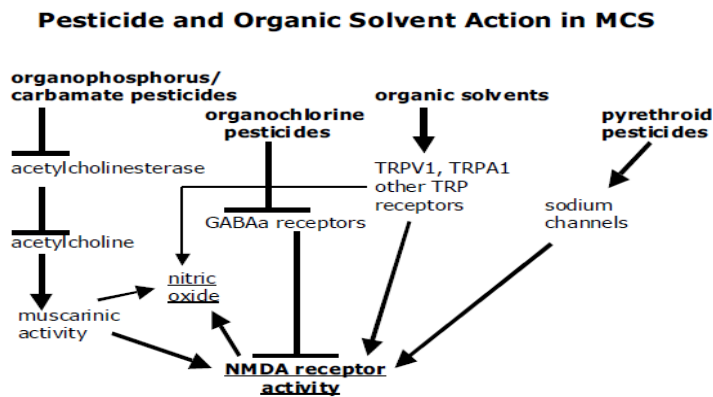 Pesticide and Organic Solvent Action in MCS
organophosphorus/
carbamate pesticides
organochlorine
pesticides
organic solvents
pyrethroid
pesticides
acetylcholinesterase
TRPV1, TRPA1
other TRP
receptors
sodium
channels
GABAa receptors
acetylcholine
nitric
oxide
muscarinic
activity
NMDA receptor
activity